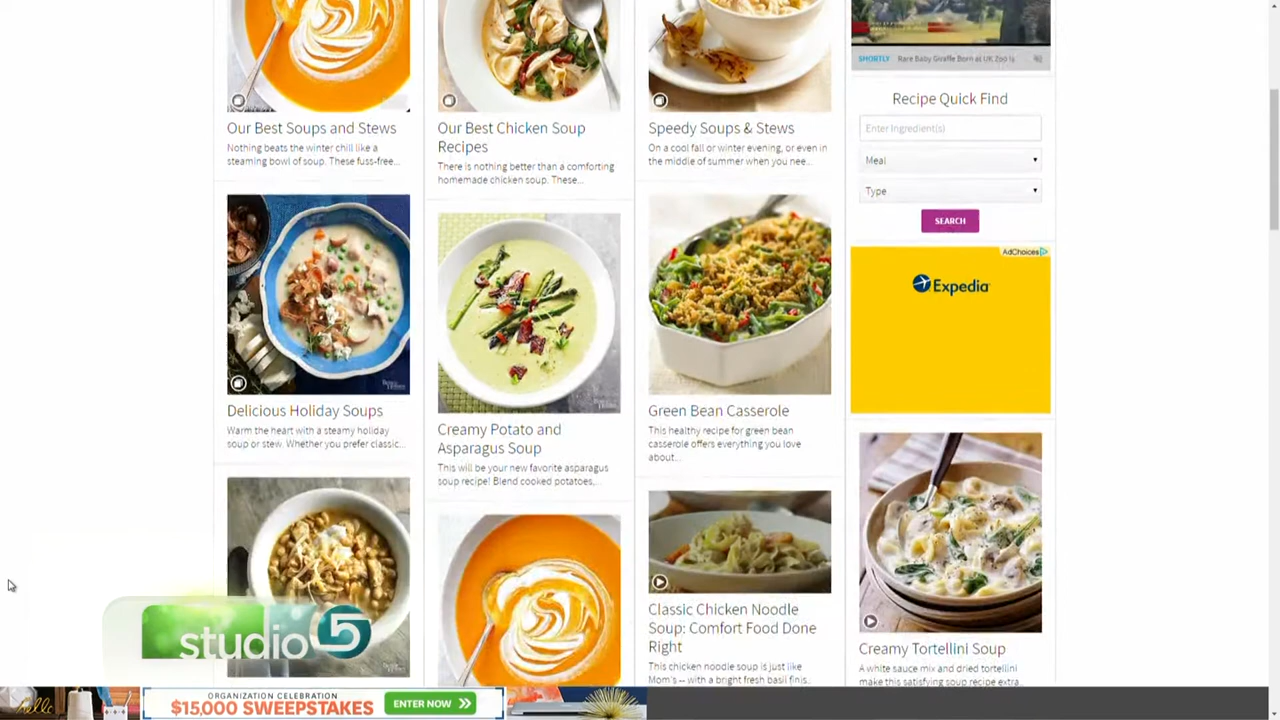 Our Best Soups and Stews
Nothing beats the winter chill like a
steaming bowl of soup. These fuss-free...
Delicious Holiday Soups
Warm the heart with a steamy holiday
soup or stew. Whether you prefer classic...
Our Best Chicken Soup
Recipes
There is nothing better than a comforting
homemade chicken soup. These...
Creamy Potato and
Asparagus Soup
This will be your new favorite asparagus
soup recipe! Blend cooked potatoes,...
Speedy Soups & Stews
On a cool fall or winter evening, or even in
the middle of summer when you nee...
Green Bean Casserole
This healthy recipe for green bean
casserole offers everything you love
about...
Classic Chicken Noodle
Soup: Comfort Food Done
Right
This chicken noodle soup is just like
Mom's -- with a bright fresh basil finis..
SHORTLY Rare Baby Giraffe Born at UK Zoo Is
Recipe Quick Find
Enter Ingredient(s)
Meal
Type
SEARCH
AdChoices
Expedia
Creamy Tortellini Soup
A white sauce mix and dried tortellini
make this satisfying soup recipe extra
studio 5
hello
ORGANIZATION CELEBRATION
$15,000 SWEEPSTAKES
ENTER NOW